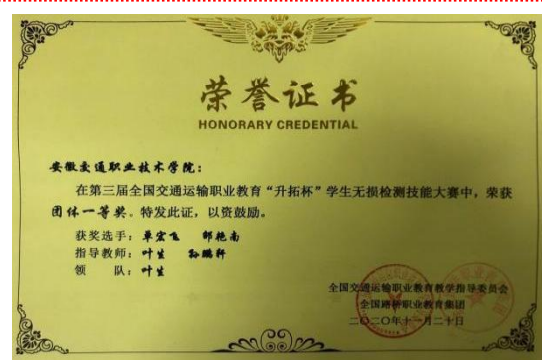 荣誉证书
HONORARY CREDENTIAL
安徽交通职业技术学院：
在第三届全国交通运输职业教育“升拓杯”学生无损检测技能大赛中，荣获
团体一等奖。特发此证，以资鼓励。
获奖选手：覃宏飞 邹艳南
指导教师：叶生 孙鹏轩
领 队：叶生
全国交通运输职业教育教学指导委员会
全国路桥职业教育集团
二〇二〇年十一月二十日